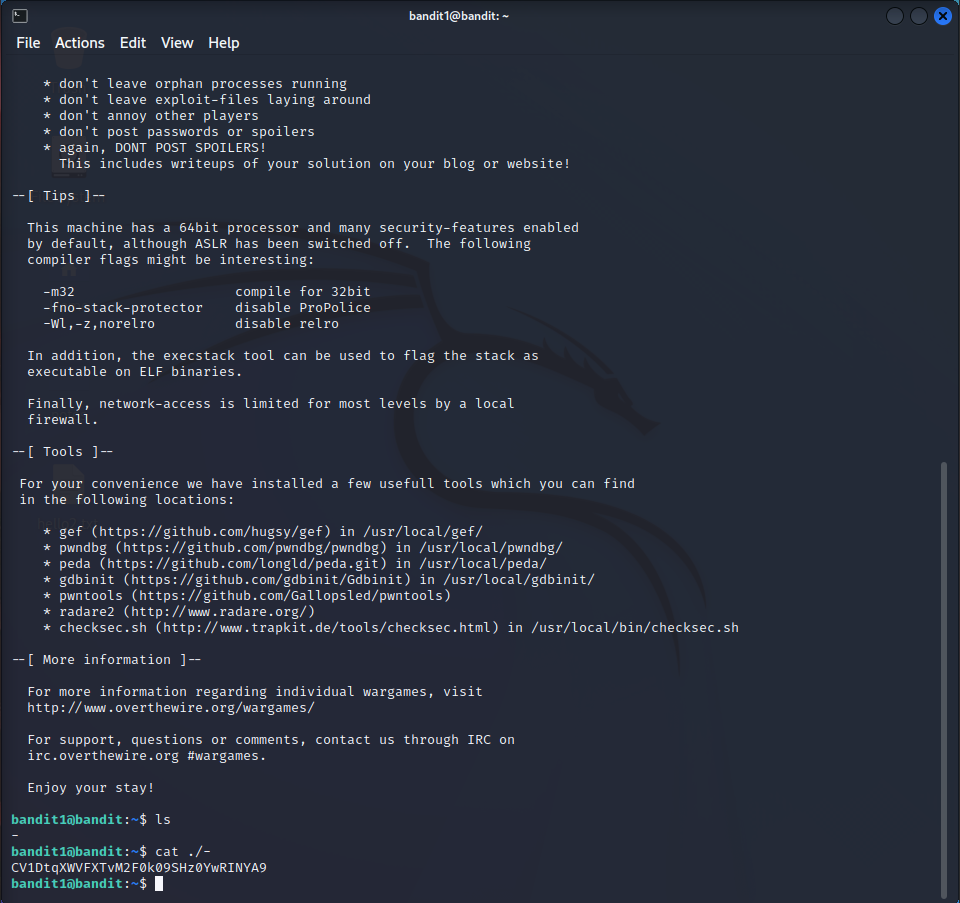 bandit1@bandit: ~
File Actions Edit View Help
* don't leave orphan processes running
* don't leave exploit-files laying around
* don't annoy other players
* don't post passwords or spoilers
* again, DONT POST SPOILERS!
This includes writeups of your solution on your blog or website!
--[ Tips ]--
This machine has a 64bit processor and many security-features enabled
by default, although ASLR has been switched off.  The following
compiler flags might be interesting:
-m32                    compile for 32bit
-fno-stack-protector    disable ProPolice
-Wl,-z,norelro          disable relro
In addition, the execstack tool can be used to flag the stack as
executable on ELF binaries.
Finally, network-access is limited for most levels by a local
firewall.
--[ Tools ]--
For your convenience we have installed a few usefull tools which you can find
in the following locations:
* gef (https://github.com/hugsy/gef) in /usr/local/gef/
* pwndbg (https://github.com/pwndbg/pwndbg) in /usr/local/pwndbg/
* peda (https://github.com/longld/peda.git) in /usr/local/peda/
* gdbinit (https://github.com/gdbinit/Gdbinit) in /usr/local/gdbinit/
* pwntools (https://github.com/Gallopsled/pwntools)
* radare2 (http://www.radare.org/)
* checksec.sh (http://www.trapkit.de/tools/checksec.html) in /usr/local/bin/checksec.sh
--[ More information ]--
For more information regarding individual wargames, visit
http://www.overthewire.org/wargames/
For support, questions or comments, contact us through IRC on
irc.overthewire.org #wargames.
Enjoy your stay!
bandit1@bandit:~$ ls
-
bandit1@bandit:~$ cat ./-
CV1DtqXWVFXTvM2F0k09SHz0YwRINYA9
bandit1@bandit:~$